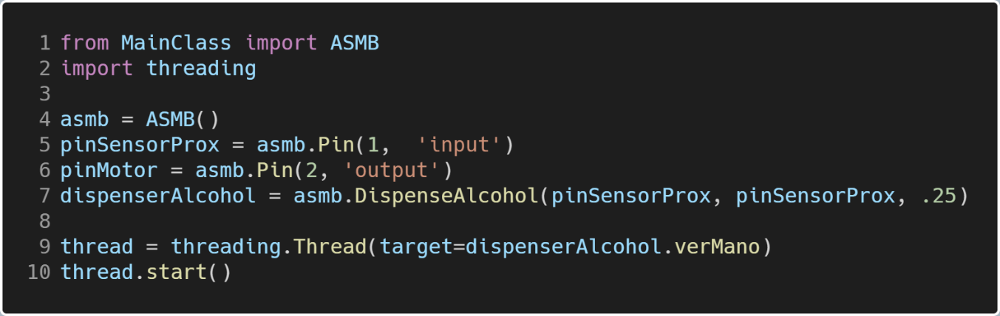 1 from MainClass import ASMB
2 import threading
3
4 asmb = ASMB()
5 pinSensorProx = asmb.Pin(1,  'input')
6 pinMotor = asmb.Pin(2, 'output')
7 dispenserAlcohol = asmb.DispenseAlcohol(pinSensorProx, pinSensorProx, .25)
8
9 thread = threading.Thread(target=dispenserAlcohol.verMano)
10 thread.start()